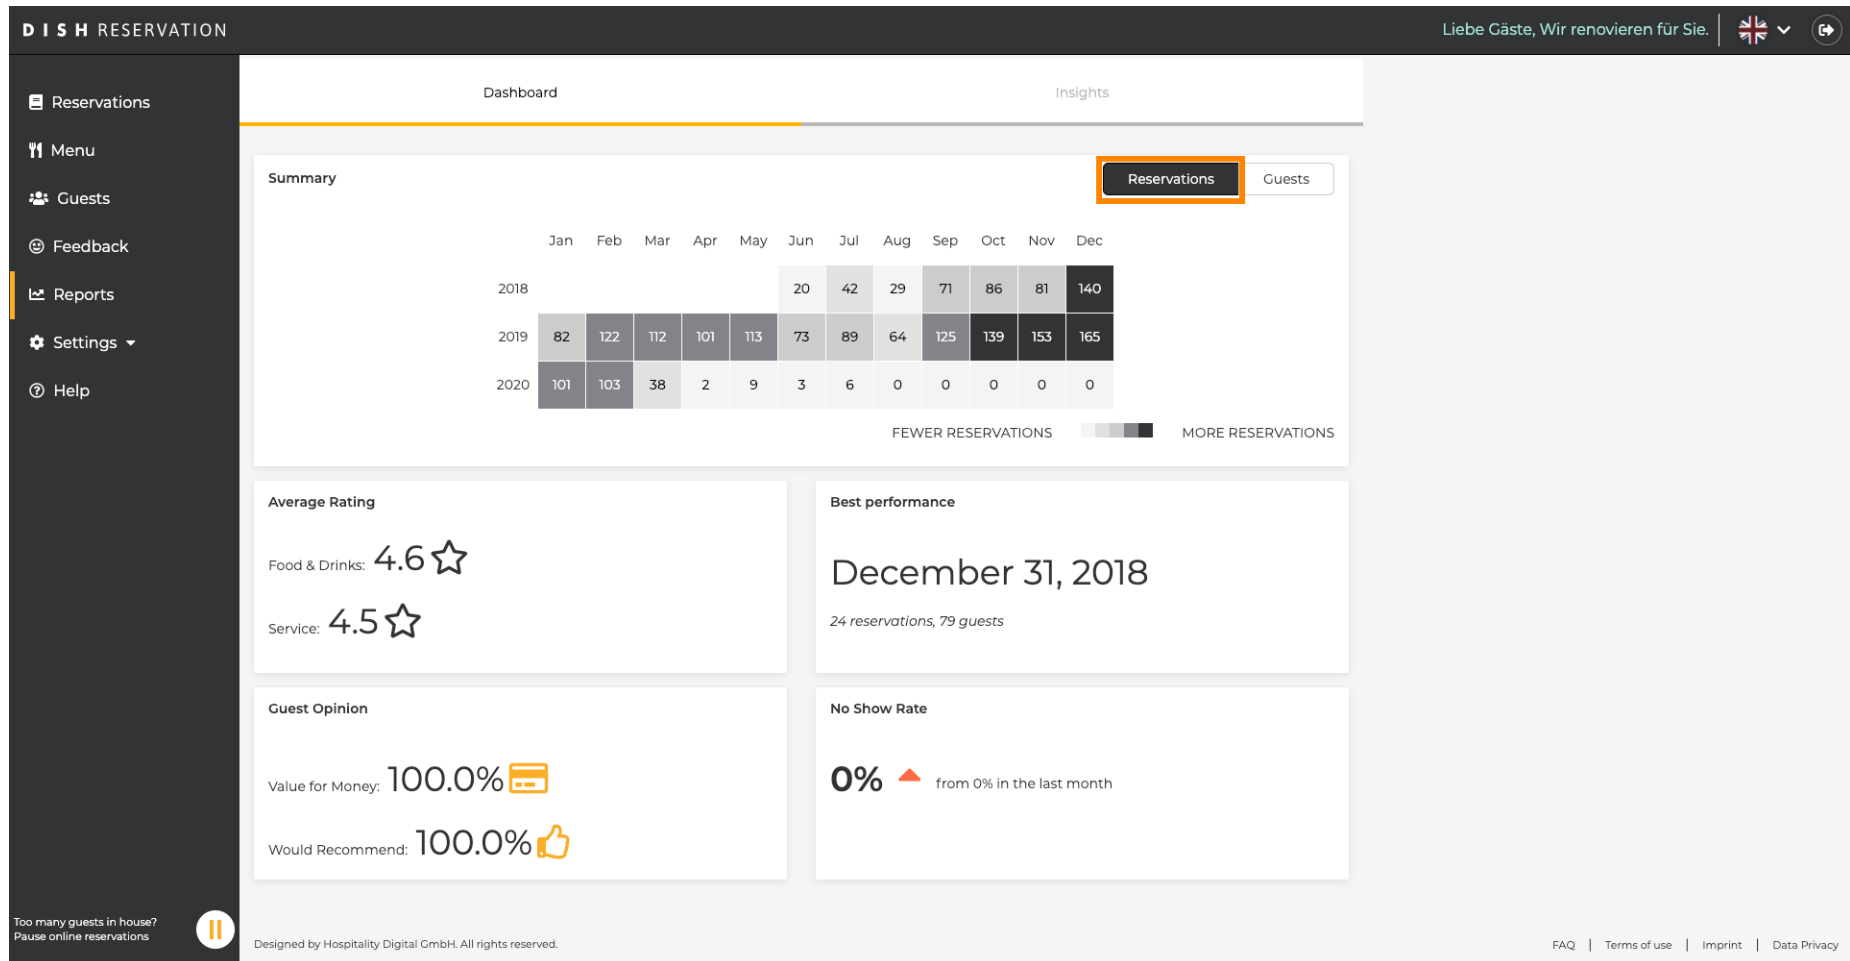 DISH RESERVATION
Liebe Gäste, Wir renovieren für Sie.
Reservations
Menu
Guests
Feedback
Reports
Settings
Help
Too many guests in house?
Pause online reservations
Dashboard
Insights
Summary
Reservations
Guests
Jan Feb Mar Apr May Jun Jul Aug Sep Oct Nov Dec
2018 20 42 29 71 86 81 140
2019 82 122 112 101 113 73 89 64 125 139 153 165
2020 101 103 38 2 9 3 6 0 0 0 0 0
FEWER RESERVATIONS MORE RESERVATIONS
Average Rating
Food & Drinks: 4.6
Service: 4.5
Best performance
December 31, 2018
24 reservations, 79 guests
Guest Opinion
Value for Money: 100.0%
Would Recommend: 100.0%
No Show Rate
0% from 0% in the last month
Designed by Hospitality Digital GmbH. All rights reserved.
FAQ | Terms of use | Imprint | Data Privacy